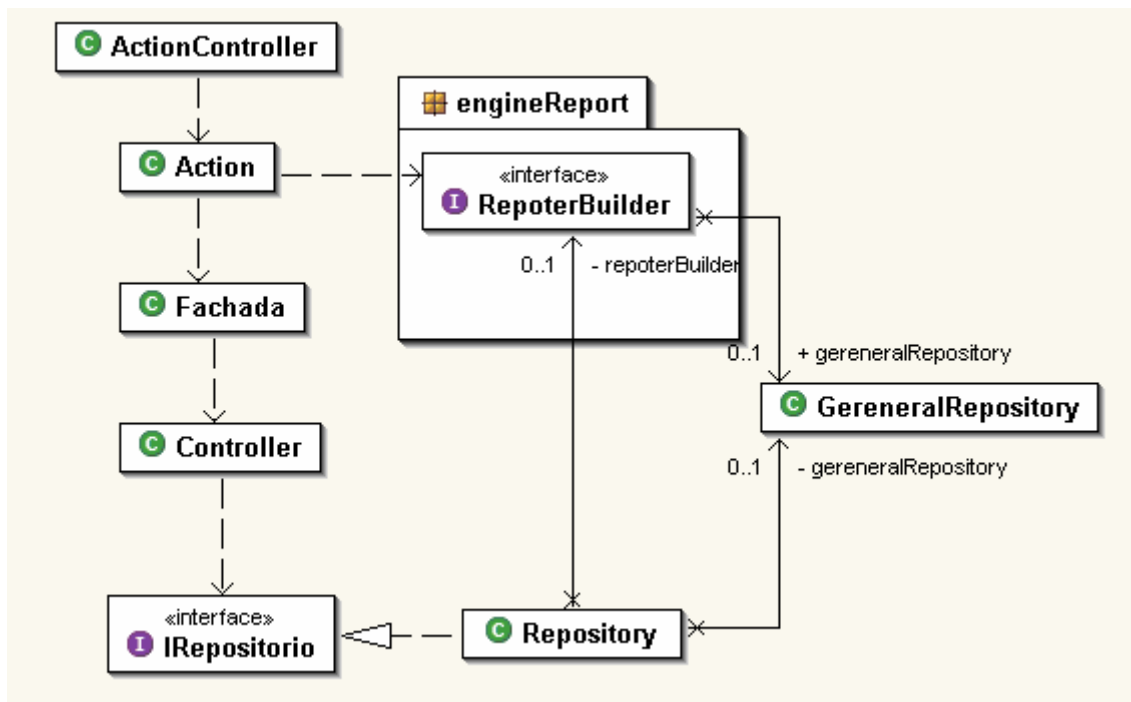 ActionController
engineReport
Action
«interface»
RepoterBuilder
0..1 - repoterBuilder
Fachada
0..1 + gereneralRepository
GereneralRepository
Controller
0..1 - gereneralRepository
«interface»
IRepositorio
Repository